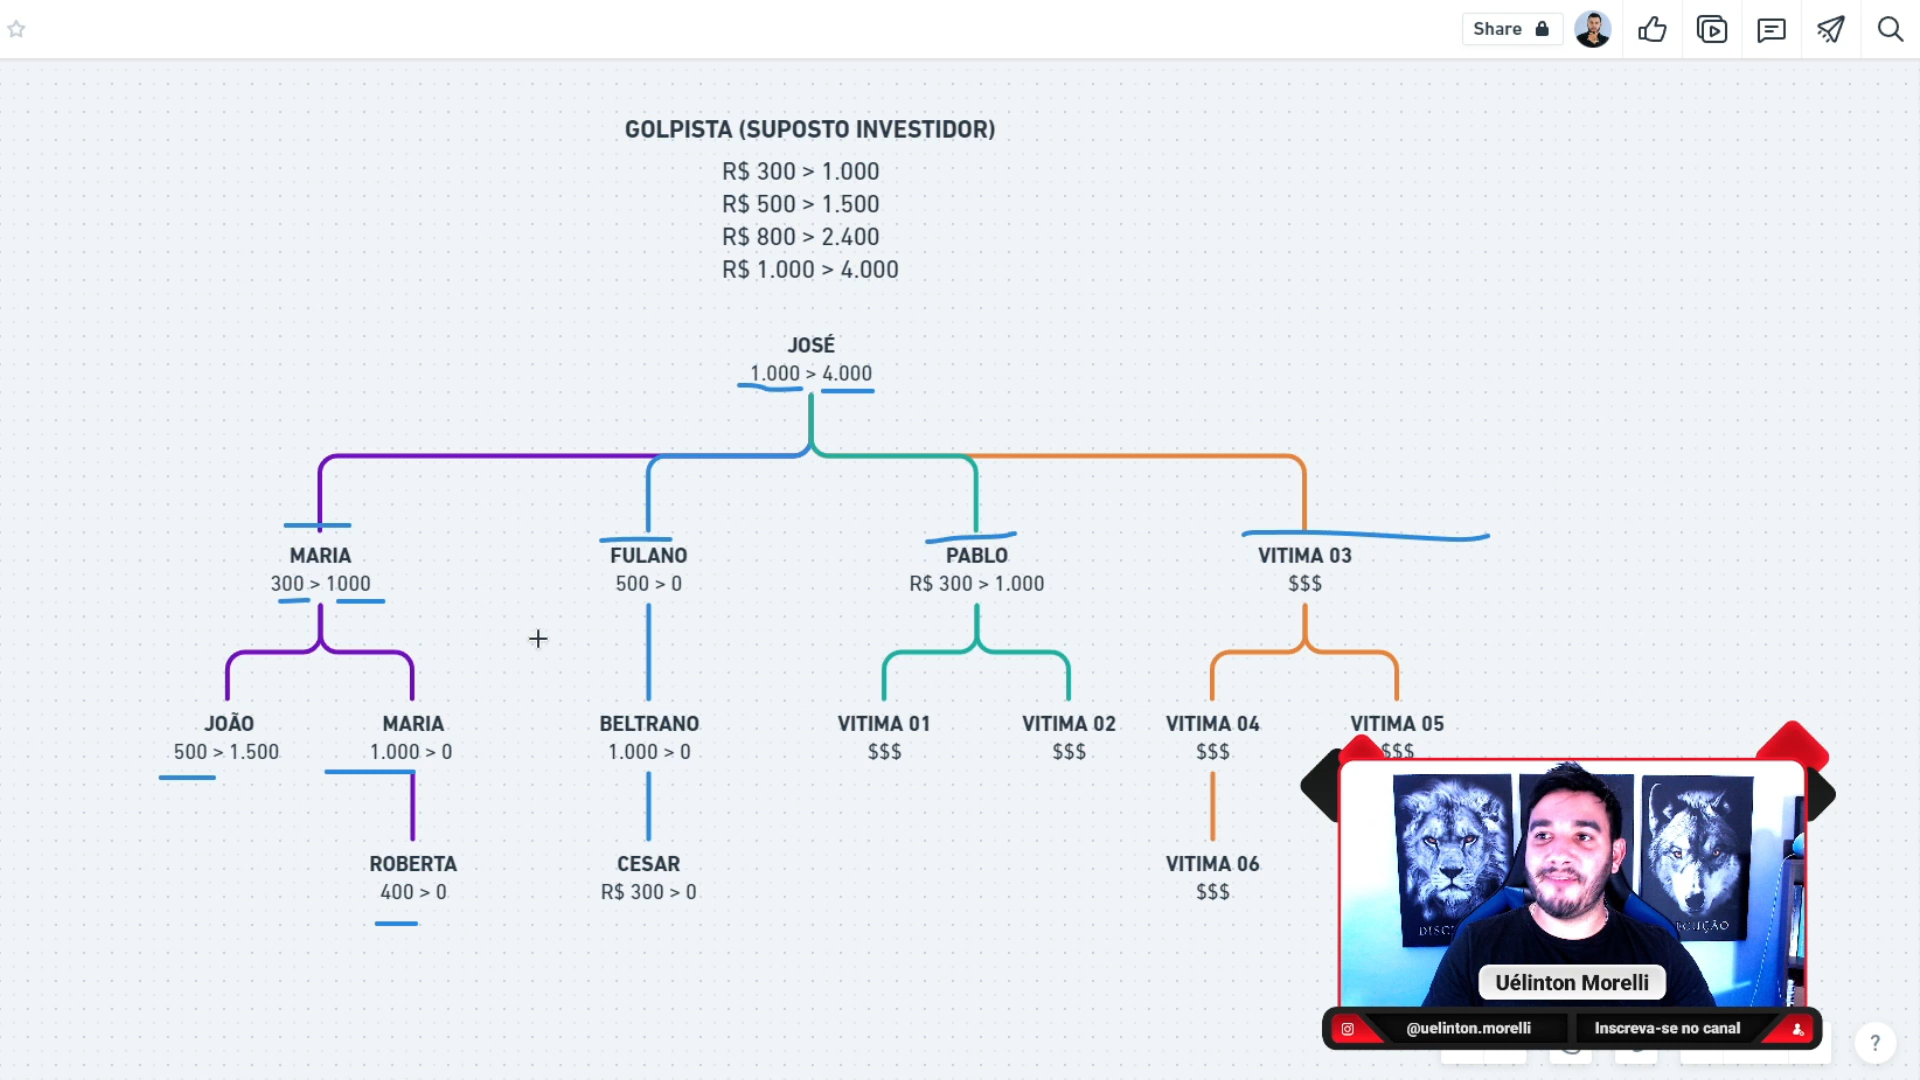 Share
GOLPISTA (SUPOSTO INVESTIDOR)
R$ 300 > 1.000
R$ 500 > 1.500
R$ 800 > 2.400
R$ 1.000 > 4.000
JOSÉ
1.000 > 4.000
MARIA
300 > 1000
FULANO
500 > 0
PABLO
R$ 300 > 1.000
VITIMA 03
$$$
JOÃO
500 > 1.500
MARIA
1.000 > 0
BELTRANO
1.000 > 0
VITIMA 01
$$$
VITIMA 02
$$$
VITIMA 04
$$$
VITIMA 05
$$$
ROBERTA
400 > 0
CESAR
R$ 300 > 0
VITIMA 06
$$$
Uélinton Morelli
@uelinton.morelli
Inscreva-se no canal
?